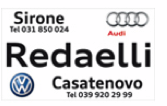 Sirone
Tel 031 850 024
Audi
Redaelli
Casatenovo
Tel 039 920 29 99